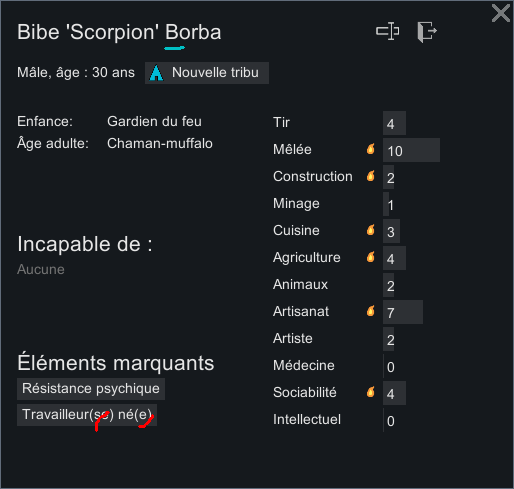 Bibe 'Scorpion' Borba
Mâle, âge : 30 ans Nouvelle tribu
Enfance: Gardien du feu
Âge adulte: Chaman-muffalo
Incapable de :
Aucune
Éléments marquants
Résistance psychique
Travailleur(se) né(e)
Tir 4
Mêlée 10
Construction 2
Minage 1
Cuisine 3
Agriculture 4
Animaux 2
Artisanat 7
Artiste 2
Médecine 0
Sociabilité 4
Intellectuel 0